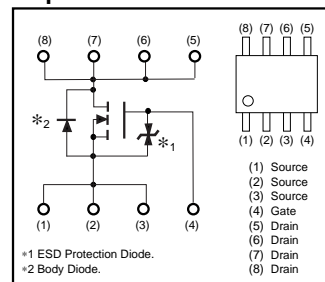 (8) (7) (6) (5)
∗2
∗1
(1) (2) (3) (4)
∗1 ESD Protection Diode.
∗2 Body Diode.
(8) (7) (6) (5)
(1) (2) (3) (4)
(1) Source
(2) Source
(3) Source
(4) Gate
(5) Drain
(6) Drain
(7) Drain
(8) Drain